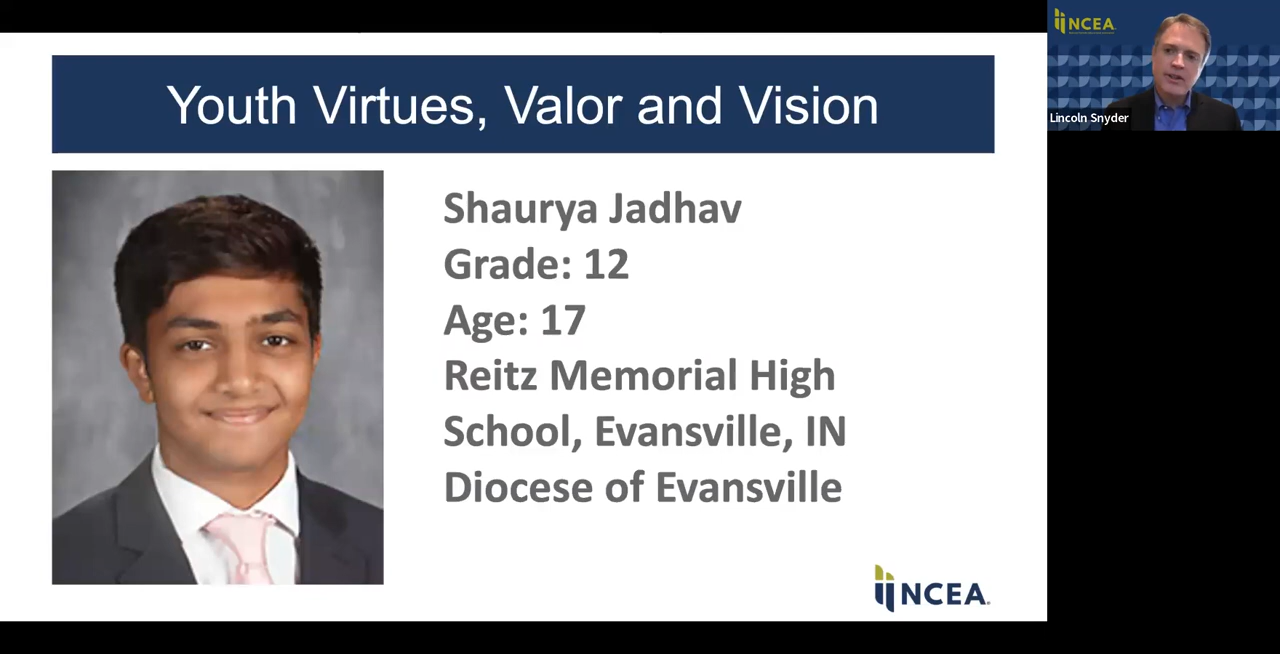 Youth Virtues, Valor and Vision
Shaurya Jadhav
Grade: 12
Age: 17
Reitz Memorial High
School, Evansville, IN
Diocese of Evansville
NCEA
NCEA
Lincoln Snyder